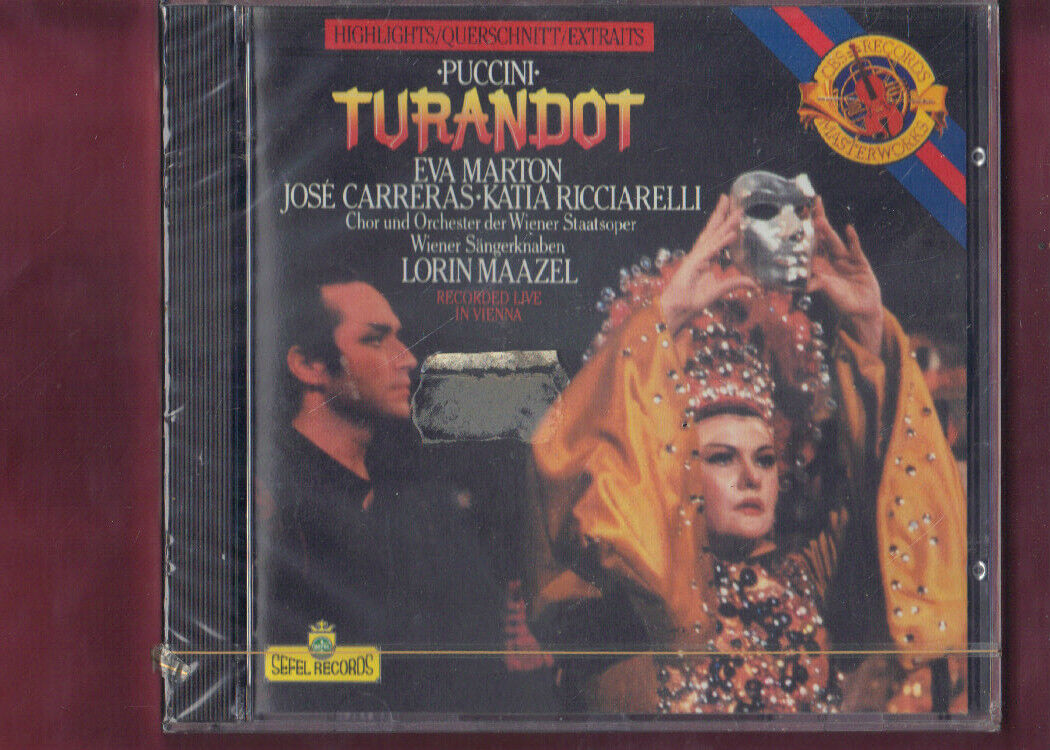 HIGHLIGHTS/QUERSCHNITT/EXTRAITS
·PUCCINI·
TURANDOT
EVA MARTON
JOSÉ CARRERAS·KATIA RICCIARELLI
Chor und Orchester der Wiener Staatsoper
Wiener Sängerknaben
LORIN MAAZEL
RECORDED LIVE
IN VIENNA
CBS RECORDS
MASTERWORKS
SEFEL RECORDS